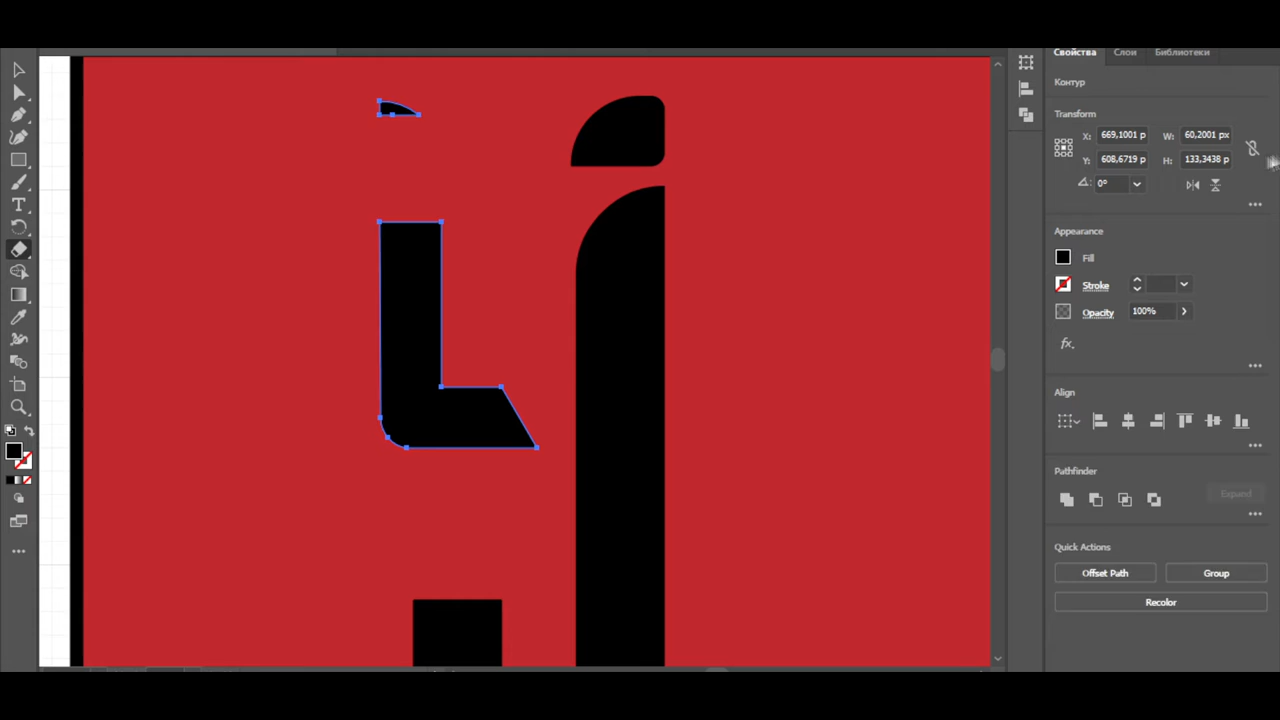 Свойства Слои Библиотеки
Контур
Transform
X: 669,1001 p W: 60,2001 px
Y: 608,6719 p H: 133,3438 p
0°
Appearance
Fill
Stroke
Opacity 100%
fx.
Align
Pathfinder
Expand
Quick Actions
Offset Path Group
Recolor